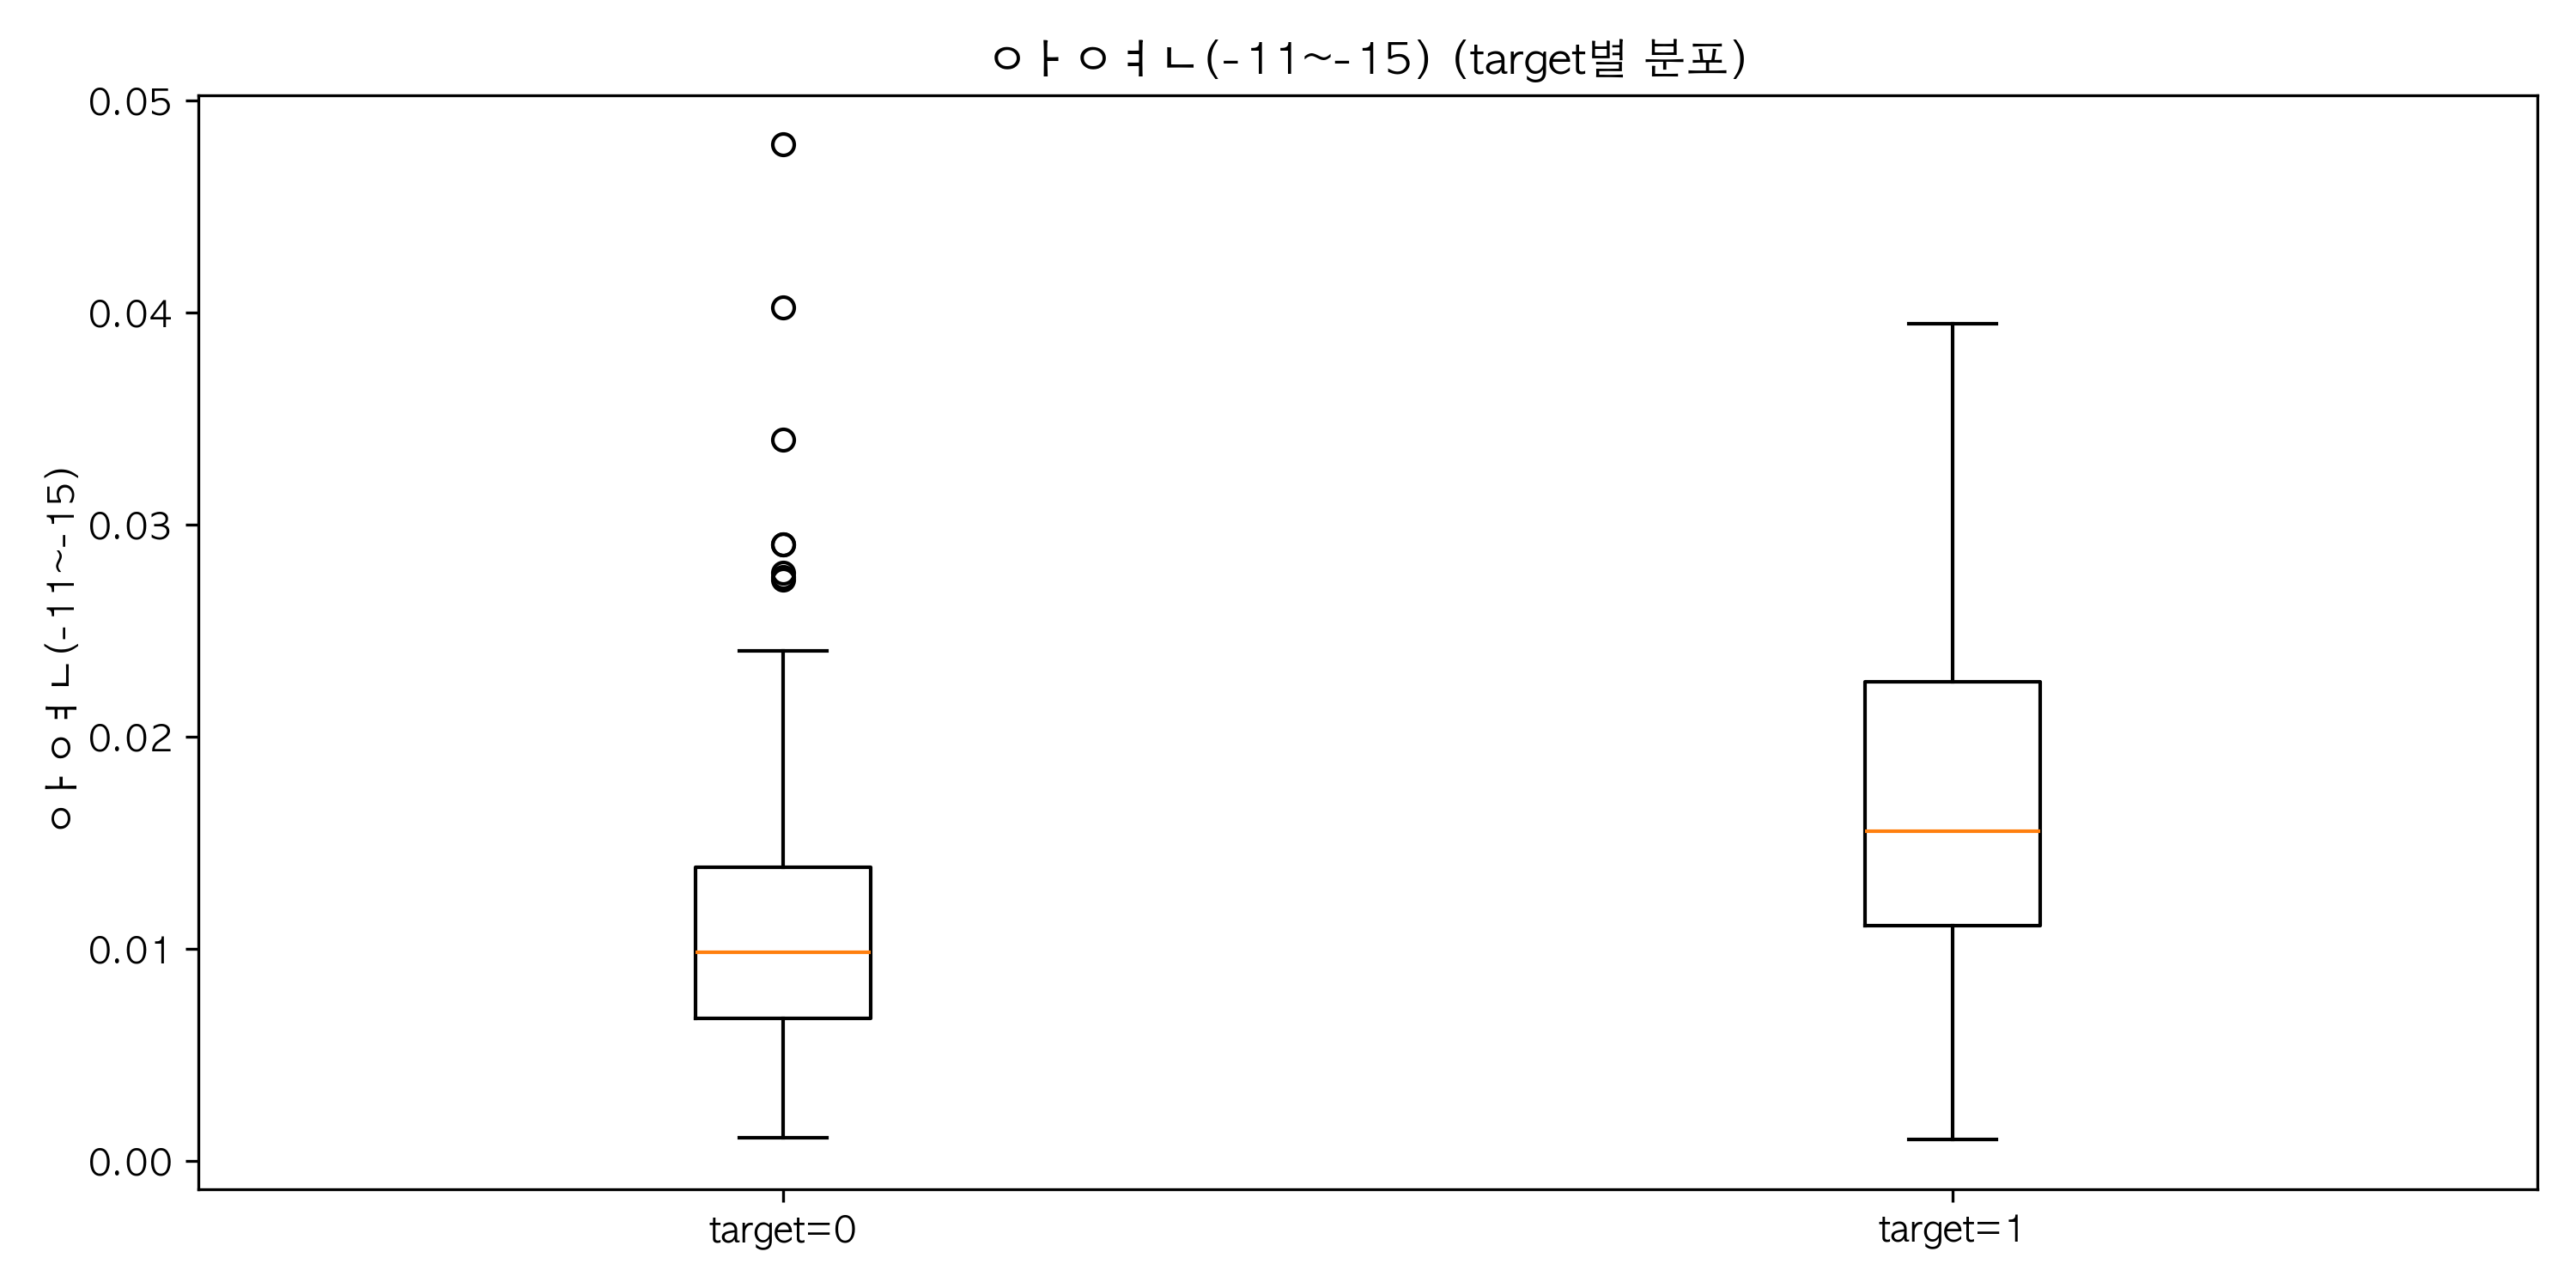 ㅇㅏㅇㅕㄴ(-11~-15) (target별 분포)
ㅇㅏㅇㅕㄴ(-11~-15)
0.05
0.04
0.03
0.02
0.01
0.00
target=0
target=1